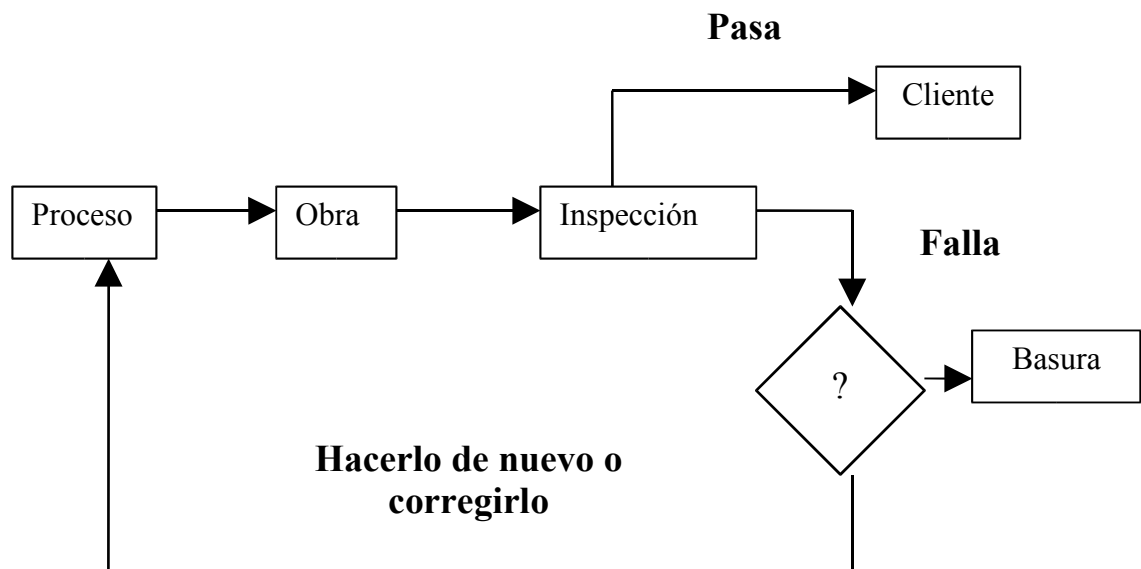 Pasa
Cliente
Proceso
Obra
Inspección
Falla
Basura
?
Hacerlo de nuevo o
corregirlo